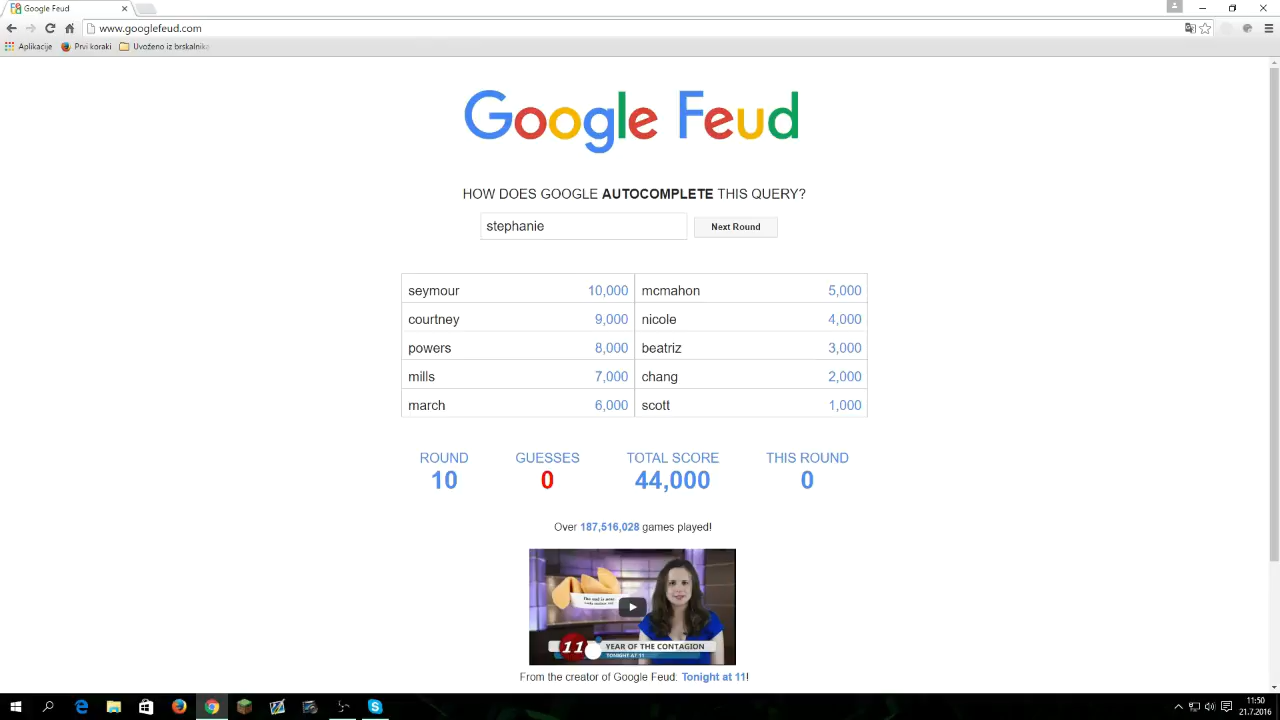 Google Feud
www.googlefeud.com
Aplikacije Prvi koraki Uvoženo iz brskalnika
Google Feud
HOW DOES GOOGLE AUTOCOMPLETE THIS QUERY?
stephanie Next Round
seymour 10,000 mcmahon 5,000
courtney 9,000 nicole 4,000
powers 8,000 beatriz 3,000
mills 7,000 chang 2,000
march 6,000 scott 1,000
ROUND GUESSES TOTAL SCORE THIS ROUND
10 0 44,000 0
Over 187,516,028 games played!
11 YEAR OF THE CONTAGION
TONIGHT AT 11
From the creator of Google Feud: Tonight at 11!
11:50
21.7.2016